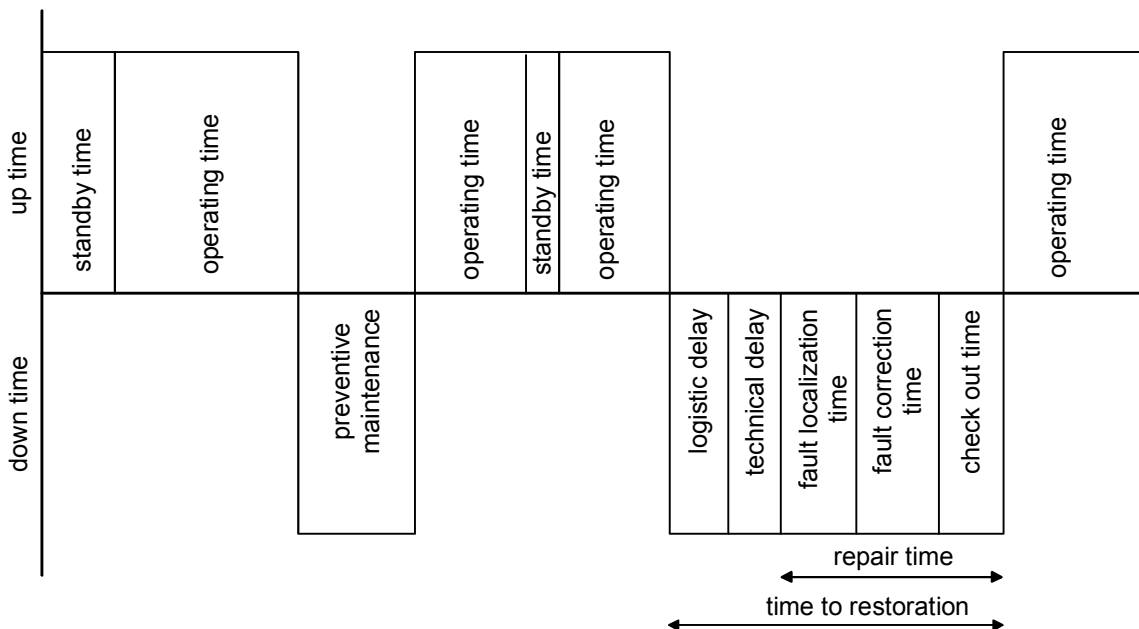 up time
standby time
operating time
operating time
standby time
operating time
operating time
down time
preventive
maintenance
logistic delay
technical delay
fault localization
time
fault correction
time
check out time
repair time
time to restoration